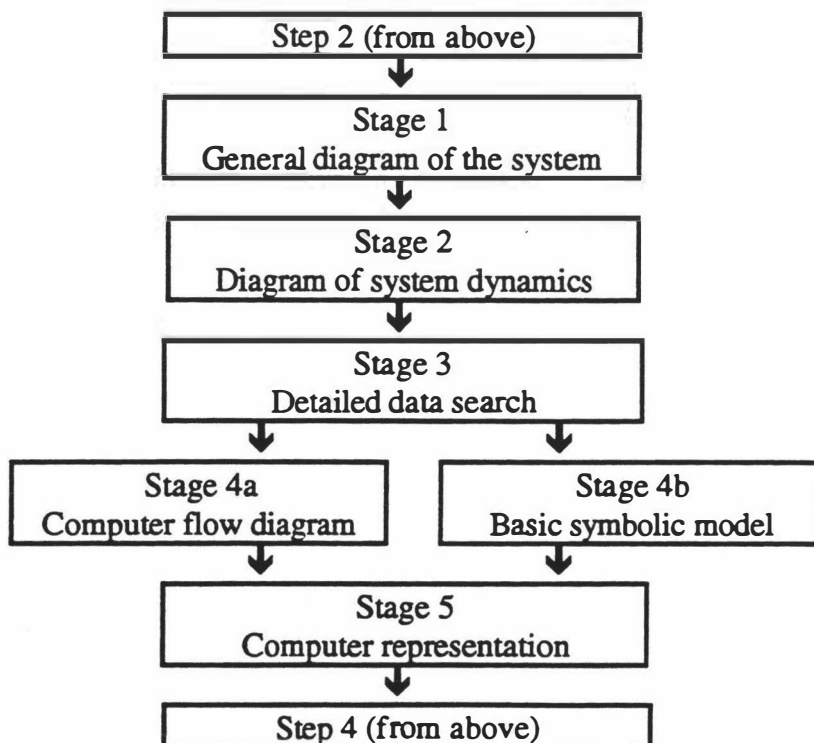 Step 2 (from above)
Stage 1
General diagram of the system
Stage 2
Diagram of system dynamics
Stage 3
Detailed data search
Stage 4a
Computer flow diagram
Stage 4b
Basic symbolic model
Stage 5
Computer representation
Step 4 (from above)